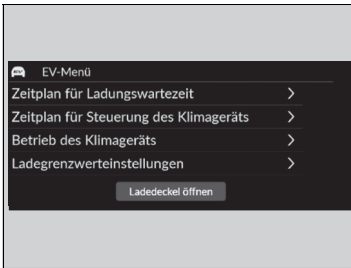 EV-Menü
Zeitplan für Ladungswartezeit
Zeitplan für Steuerung des Klimageräts
Betrieb des Klimageräts
Ladegrenzwerteinstellungen
Ladedeckel öffnen